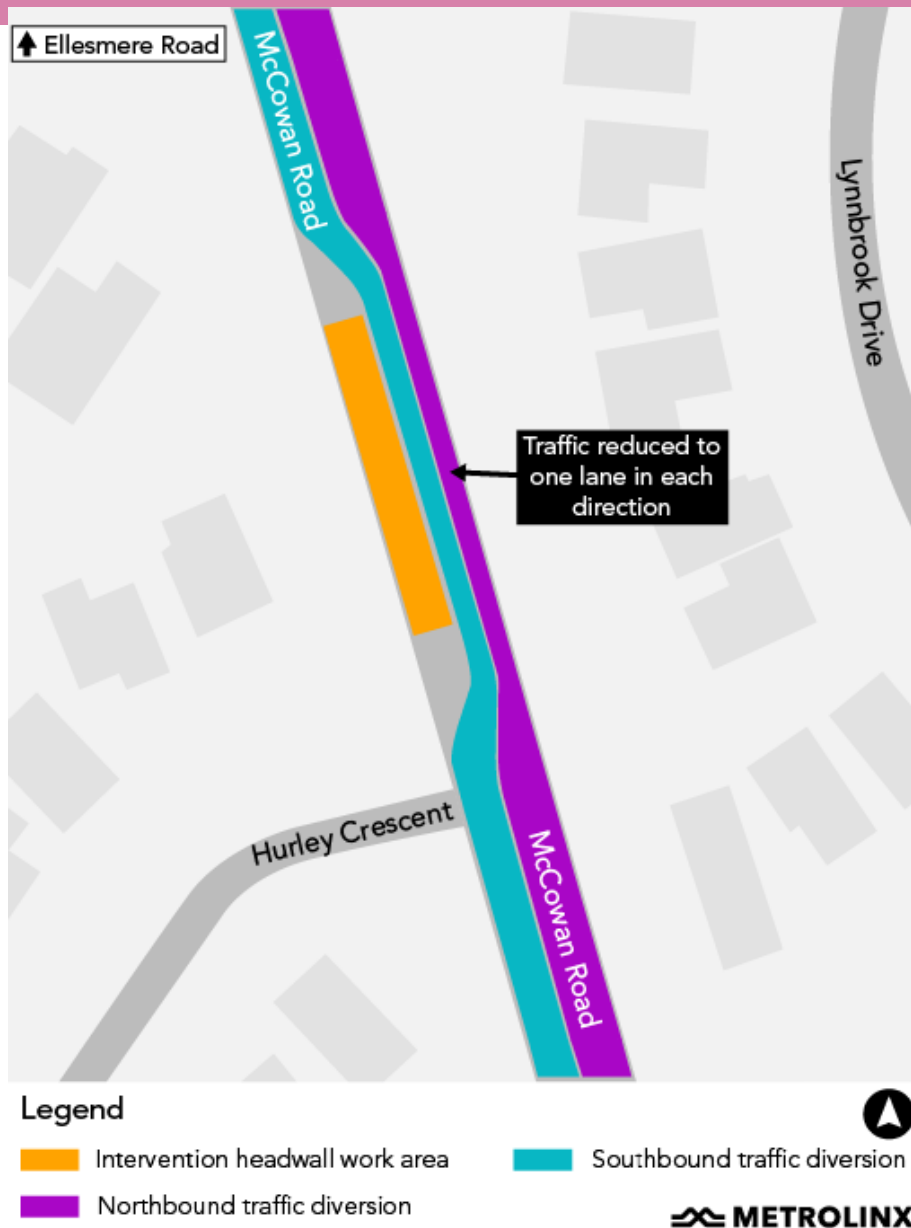 Ellesmere Road
McCowan Road
Lynnbrook Drive
Traffic reduced to
one lane in each
direction
Hurley Crescent
McCowan Road
Legend
Intervention headwall work area
Southbound traffic diversion
Northbound traffic diversion
METROLINX